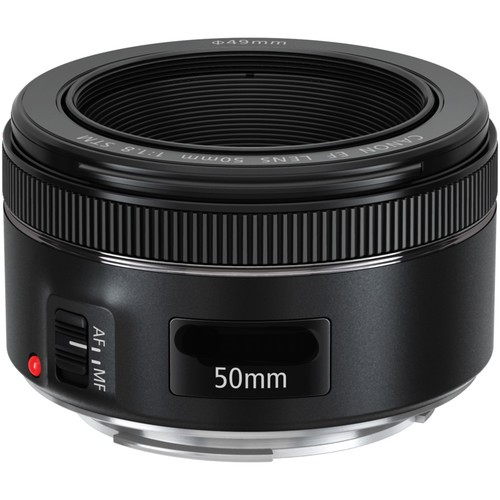 Φ49mm
CANON EF LENS 50mm 1:1.8 STM
AF
MF
50mm